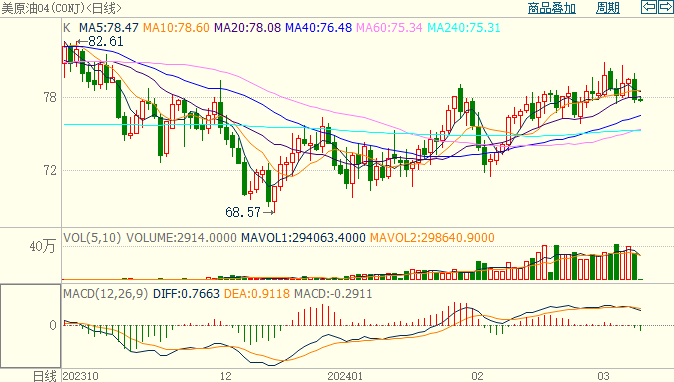 美原油04(CONJ)<日线> 商品叠加 周期
K MA5:78.47 MA10:78.60 MA20:78.08 MA40:76.48 MA60:75.34 MA240:75.31
82.61
78
72
68.57
VOL(5,10) VOLUME:2914.0000 MAVOL1:294063.4000 MAVOL2:298640.9000
40万
MACD(12,26,9) DIFF:0.7663 DEA:0.9118 MACD:-0.2911
0
日线 202310 12 202401 02 03